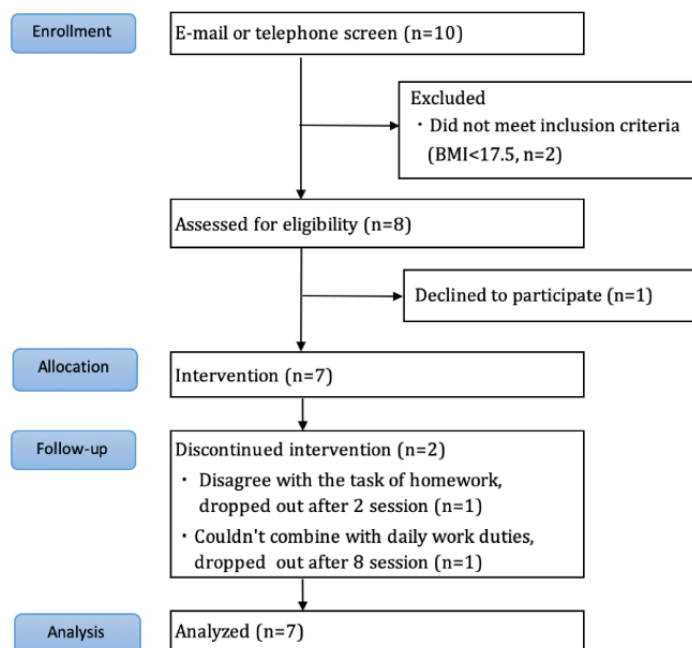 Enrollment
E-mail or telephone screen (n=10)
Excluded
・Did not meet inclusion criteria
(BMI<17.5, n=2)
Assessed for eligibility (n=8)
Declined to participate (n=1)
Allocation
Intervention (n=7)
Follow-up
Discontinued intervention (n=2)
・ Disagree with the task of homework,
dropped out after 2 session (n=1)
・Couldn't combine with daily work duties,
dropped out after 8 session (n=1)
Analysis
Analyzed (n=7)